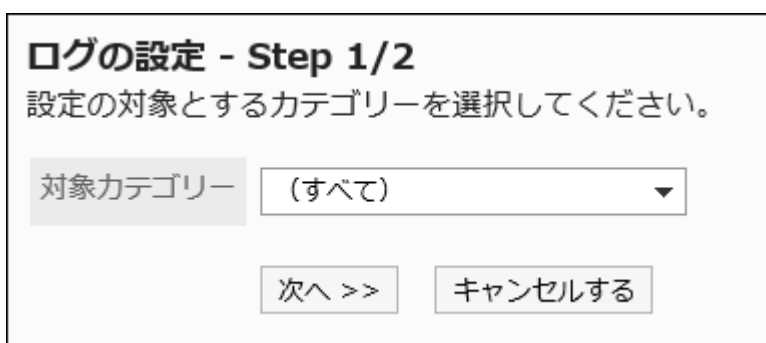 ログの設定 - Step 1/2
設定の対象とするカテゴリーを選択してください。
対象カテゴリー (すべて)
次へ >> キャンセルする